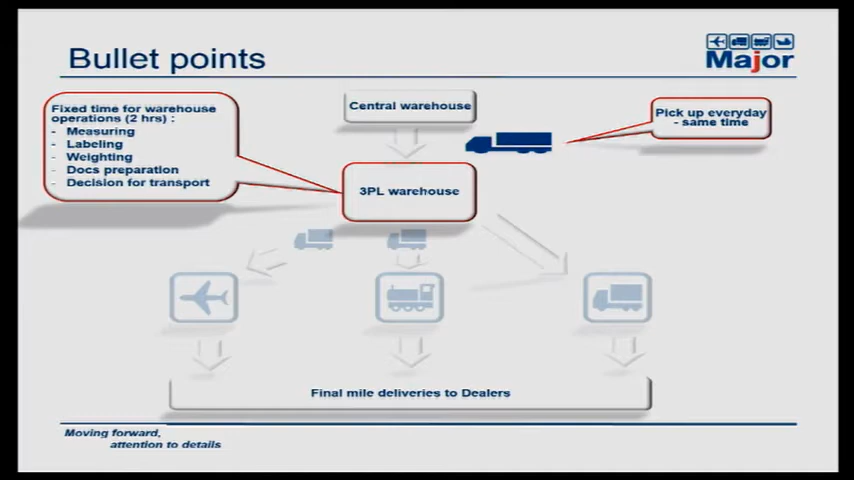 Bullet points
Major
Fixed time for warehouse
operations (2 hrs) :
- Measuring
- Labeling
- Weighting
- Docs preparation
- Decision for transport
Central warehouse
Pick up everyday
- same time
3PL warehouse
Final mile deliveries to Dealers
Moving forward,
attention to details